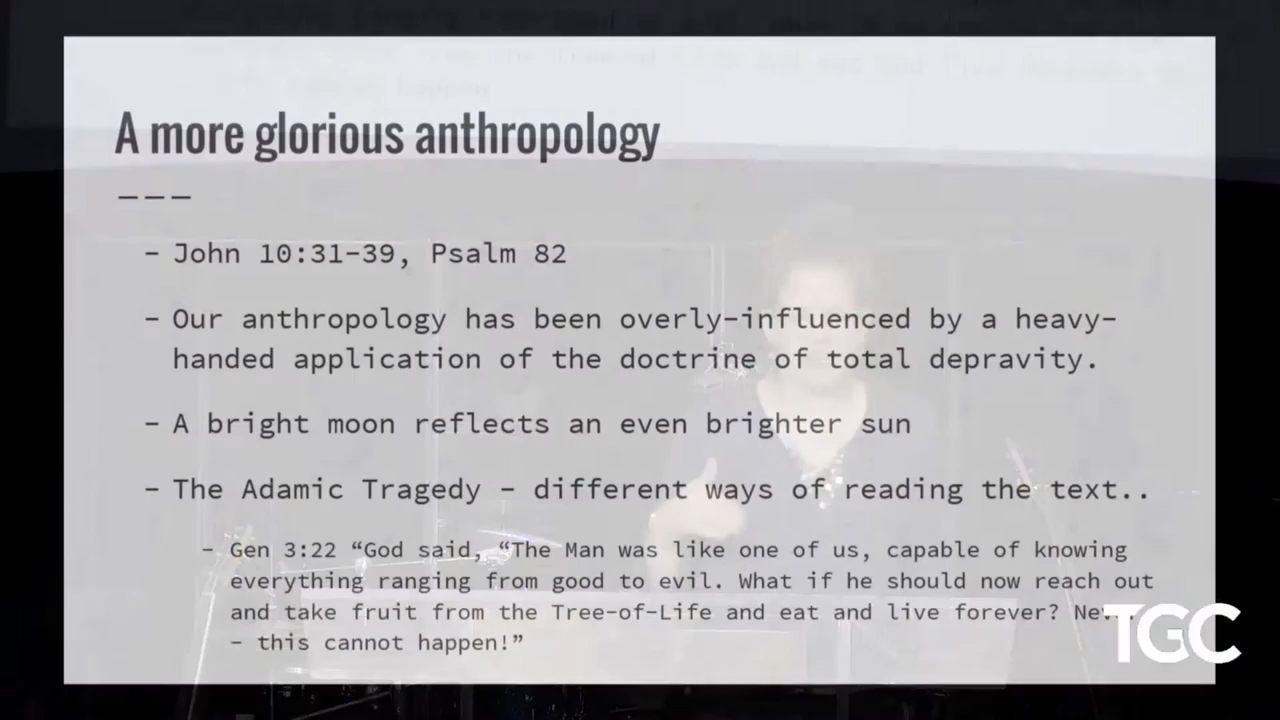 A more glorious anthropology
———
– John 10:31–39, Psalm 82
– Our anthropology has been overly–influenced by a heavy–
handed application of the doctrine of total depravity.
– A bright moon reflects an even brighter sun
– The Adamic Tragedy – different ways of reading the text..
– Gen 3:22 “God said, “The Man was like one of us, capable of knowing
everything ranging from good to evil. What if he should now reach out
and take fruit from the Tree–of–Life and eat and live forever?
– this cannot happen!”
TGC